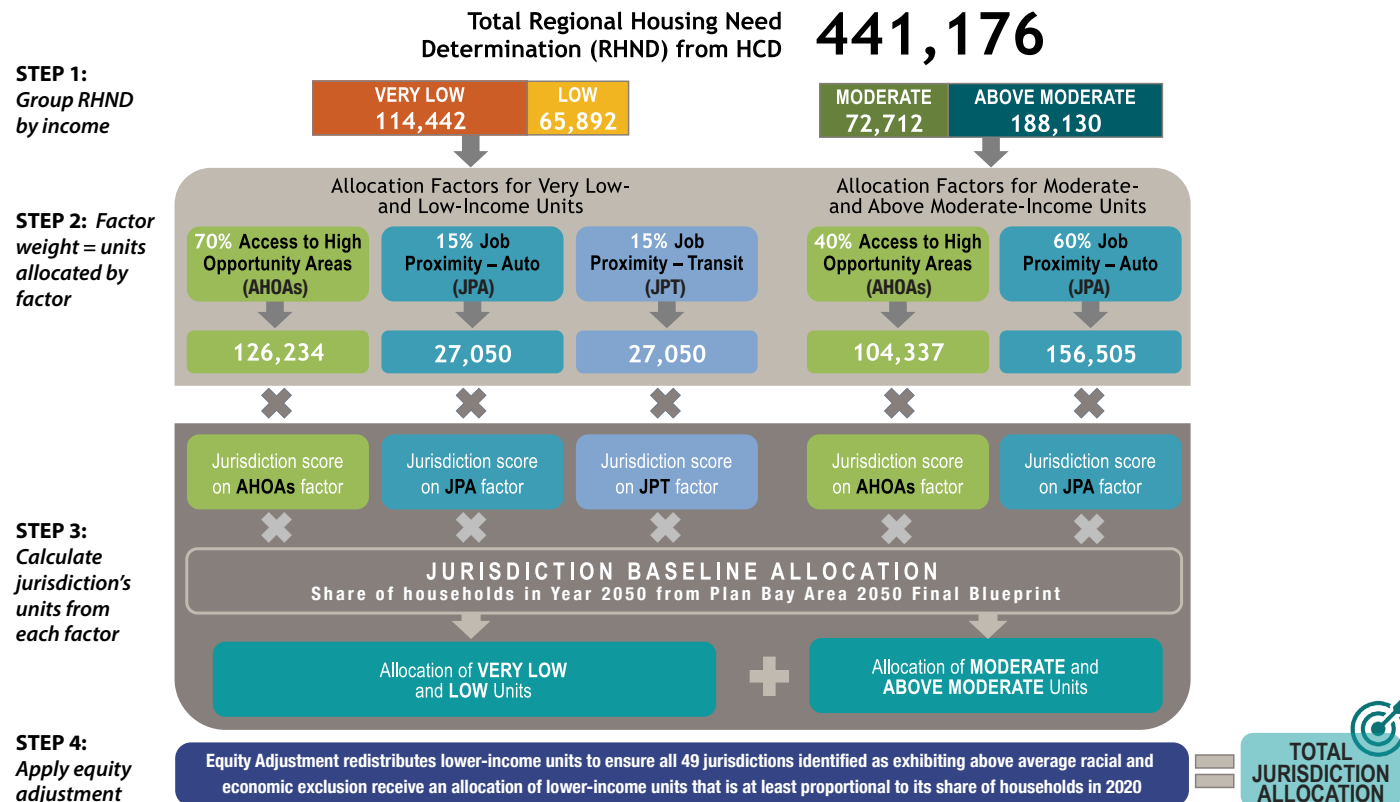 Total Regional Housing Need
Determination (RHND) from HCD
441,176
STEP 1:
Group RHND
by income
VERY LOW
114,442
LOW
65,892
MODERATE
72,712
ABOVE MODERATE
188,130
STEP 2: Factor
weight = units
allocated by
factor
Allocation Factors for Very Low-
and Low-Income Units
70% Access to High
Opportunity Areas
(AHOAs)
15% Job
Proximity – Auto
(JPA)
15% Job
Proximity – Transit
(JPT)
126,234
27,050
27,050
Allocation Factors for Moderate-
and Above Moderate-Income Units
40% Access to High
Opportunity Areas
(AHOAs)
60% Job
Proximity – Auto
(JPA)
104,337
156,505
STEP 3:
Calculate
jurisdiction's
units from
each factor
Jurisdiction score
on AHOAs factor
Jurisdiction score
on JPA factor
Jurisdiction score
on JPT factor
Jurisdiction score
on AHOAs factor
Jurisdiction score
on JPA factor
JURISDICTION BASELINE ALLOCATION
Share of households in Year 2050 from Plan Bay Area 2050 Final Blueprint
Allocation of VERY LOW
and LOW Units
Allocation of MODERATE and
ABOVE MODERATE Units
STEP 4:
Apply equity
adjustment
Equity Adjustment redistributes lower-income units to ensure all 49 jurisdictions identified as exhibiting above average racial and
economic exclusion receive an allocation of lower-income units that is at least proportional to its share of households in 2020
TOTAL
JURISDICTION
ALLOCATION